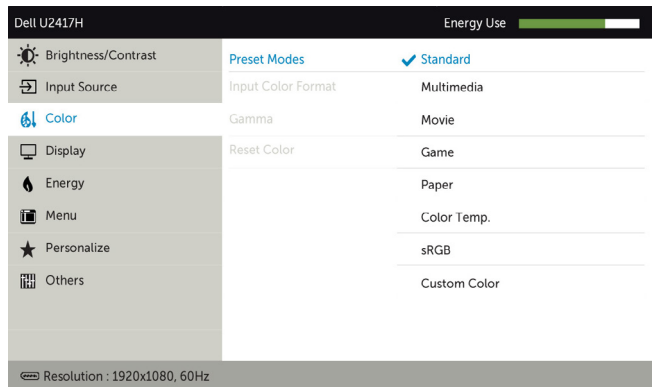 Dell U2417H
Energy Use
Brightness/Contrast
Input Source
Color
Display
Energy
Menu
Personalize
Others
Preset Modes
Input Color Format
Gamma
Reset Color
Standard
Multimedia
Movie
Game
Paper
Color Temp.
sRGB
Custom Color
Resolution : 1920x1080, 60Hz